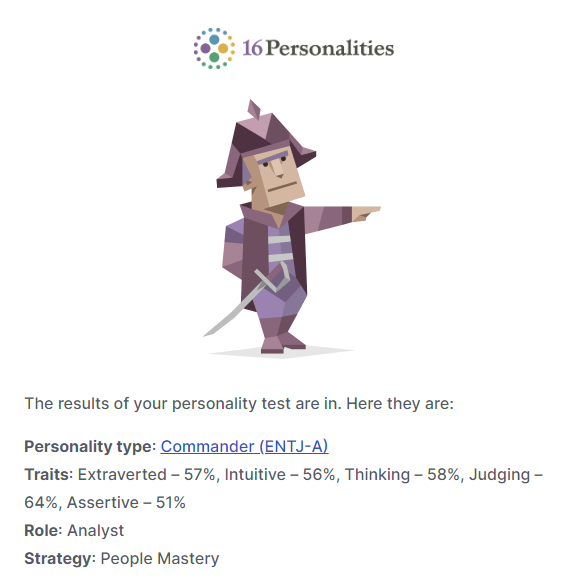 16Personalities
The results of your personality test are in. Here they are:
Personality type: Commander (ENTJ-A)
Traits: Extraverted – 57%, Intuitive – 56%, Thinking – 58%, Judging –
64%, Assertive – 51%
Role: Analyst
Strategy: People Mastery